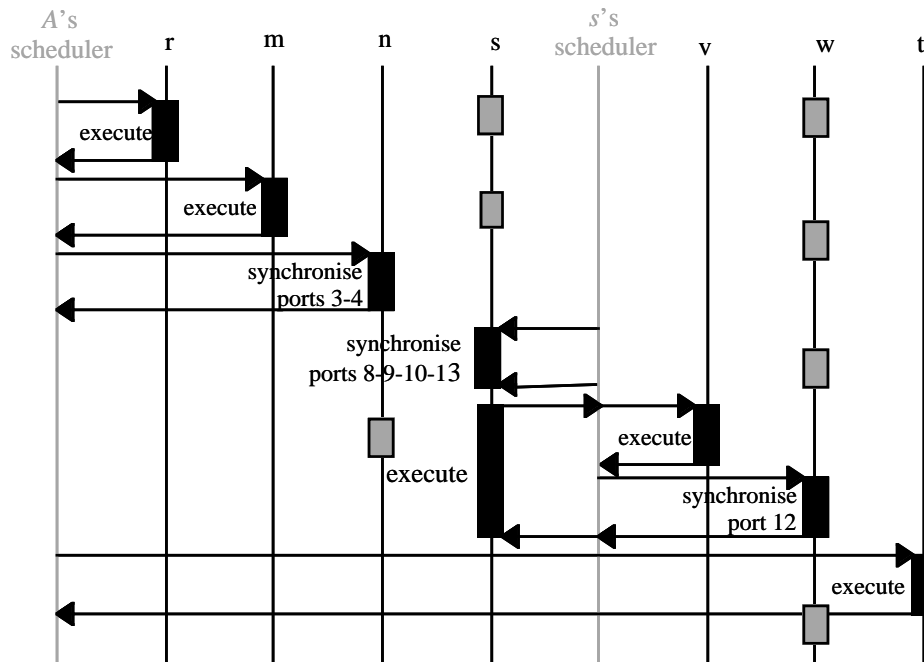 A's
scheduler
r
m
n
s
s's
scheduler
v
w
t
execute
execute
synchronise
ports 3-4
synchronise
ports 8-9-10-13
execute
execute
synchronise
port 12
execute